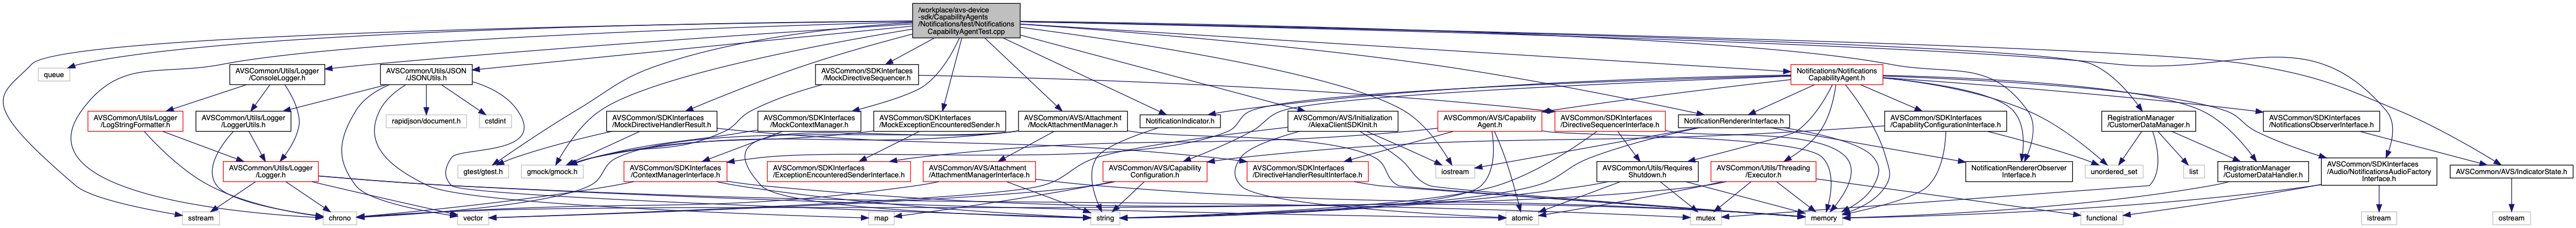 /workplace/avs-device
-sdk/CapabilityAgents
/Notifications/test/Notifications
CapabilityAgentTest.cpp
queue
AVSCommon/Utils/Logger
/ConsoleLogger.h
AVSCommon/Utils/JSON
/JSONUtils.h
AVSCommon/SDKInterfaces
/MockDirectiveSequencer.h
Notifications/Notifications
CapabilityAgent.h
AVSCommon/Utils/Logger
/LogStringFormatter.h
AVSCommon/Utils/Logger
/LoggerUtils.h
rapidjson/document.h
cstdint
AVSCommon/SDKInterfaces
/MockDirectiveHandlerResult.h
AVSCommon/SDKInterfaces
/MockContextManager.h
AVSCommon/SDKInterfaces
/MockExceptionEncounteredSender.h
AVSCommon/AVS/Attachment
/MockAttachmentManager.h
NotificationIndicator.h
AVSCommon/AVS/Initialization
/AlexaClientSDKInit.h
AVSCommon/AVS/Capability
Agent.h
AVSCommon/SDKInterfaces
/DirectiveSequencerInterface.h
NotificationRendererInterface.h
AVSCommon/SDKInterfaces
/CapabilityConfigurationInterface.h
RegistrationManager
/CustomerDataManager.h
AVSCommon/SDKInterfaces
/NotificationsObserverInterface.h
AVSCommon/Utils/Logger
/Logger.h
gtest/gtest.h
gmock/gmock.h
AVSCommon/SDKInterfaces
/ContextManagerInterface.h
AVSCommon/SDKInterfaces
/ExceptionEncounteredSenderInterface.h
AVSCommon/AVS/Attachment
/AttachmentManagerInterface.h
AVSCommon/AVS/Capability
Configuration.h
AVSCommon/SDKInterfaces
/DirectiveHandlerResultInterface.h
iostream
AVSCommon/Utils/Requires
Shutdown.h
AVSCommon/Utils/Threading
/Executor.h
NotificationRendererObserver
Interface.h
unordered_set
list
RegistrationManager
/CustomerDataHandler.h
AVSCommon/SDKInterfaces
/Audio/NotificationsAudioFactory
Interface.h
AVSCommon/AVS/IndicatorState.h
sstream
chrono
vector
map
string
atomic
mutex
memory
functional
istream
ostream